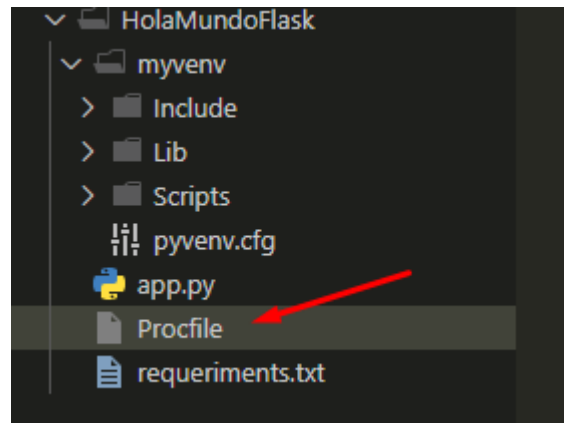 HolaMundoFlask
myvenv
Include
Lib
Scripts
pyvenv.cfg
app.py
Procfile
requeriments.txt